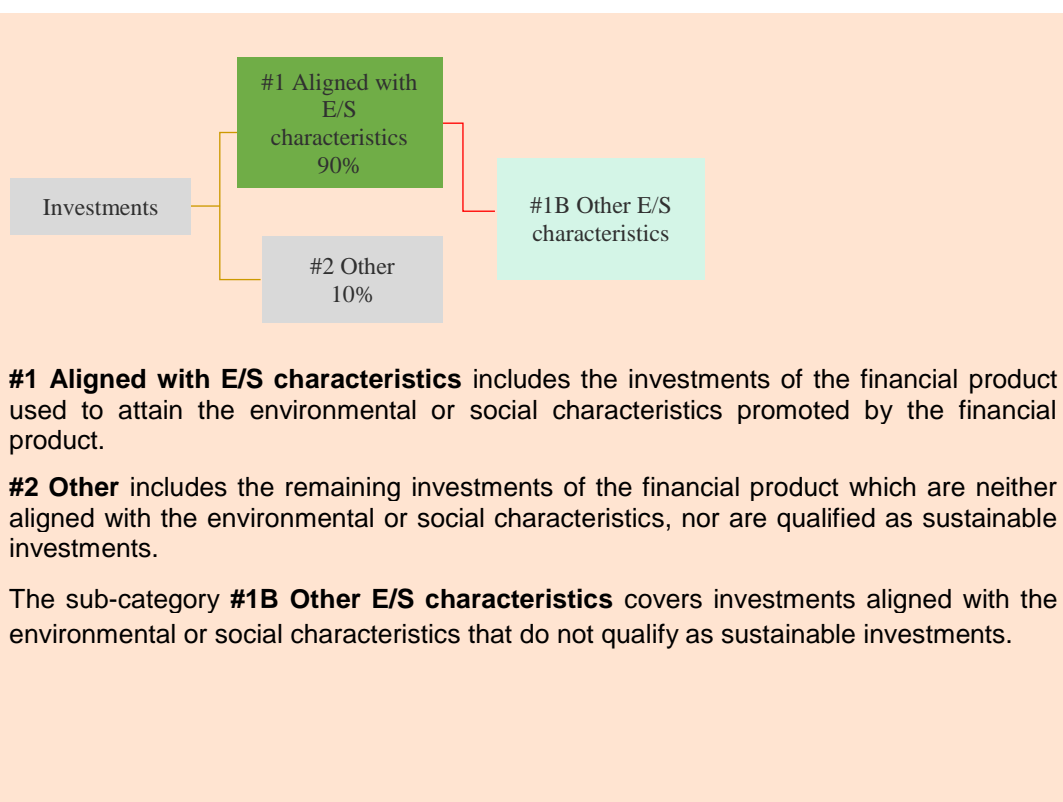 #1 Aligned with
E/S
characteristics
90%
Investments
#1B Other E/S
characteristics
#2 Other
10%
#1 Aligned with E/S characteristics includes the investments of the financial product
used to attain the environmental or social characteristics promoted by the financial
product.
#2 Other includes the remaining investments of the financial product which are neither
aligned with the environmental or social characteristics, nor are qualified as sustainable
investments.
The sub-category #1B Other E/S characteristics covers investments aligned with the
environmental or social characteristics that do not qualify as sustainable investments.